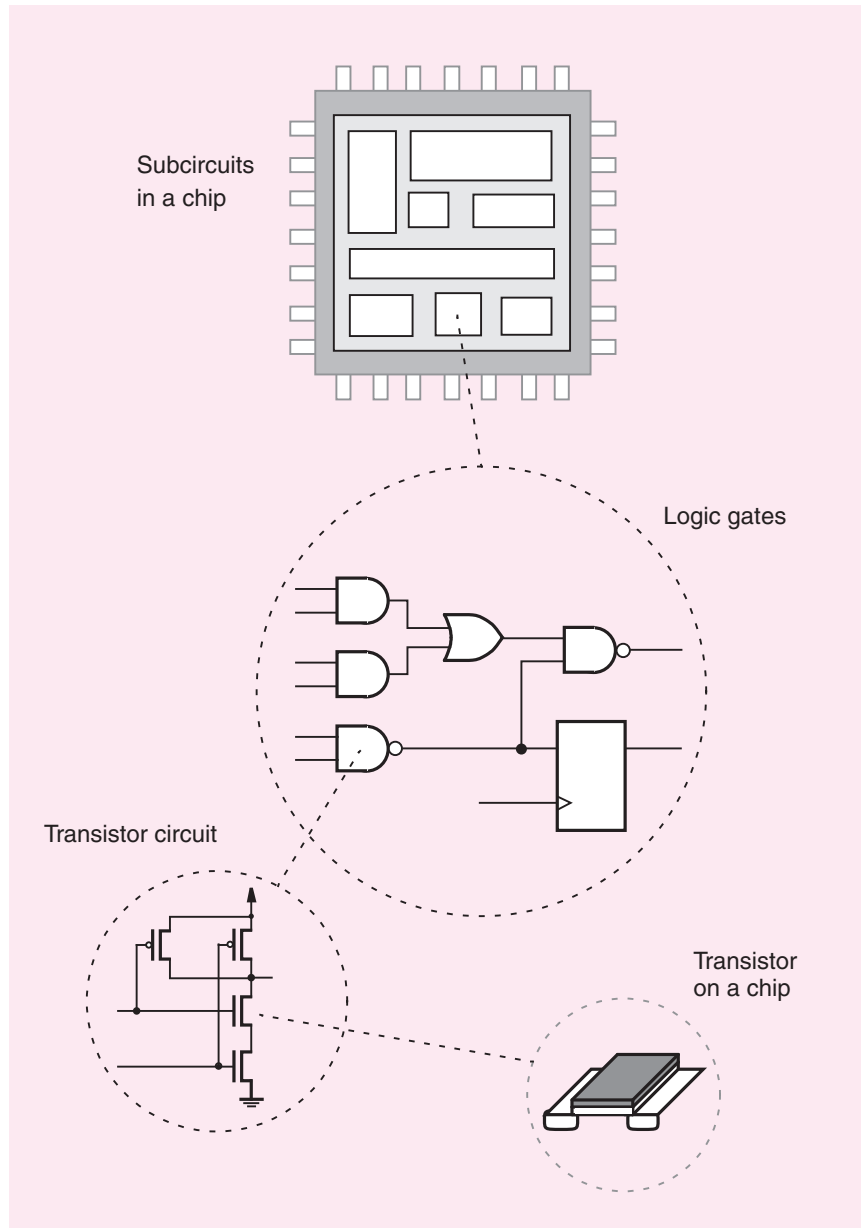 Subcircuits
in a chip
Logic gates
Transistor circuit
Transistor
on a chip